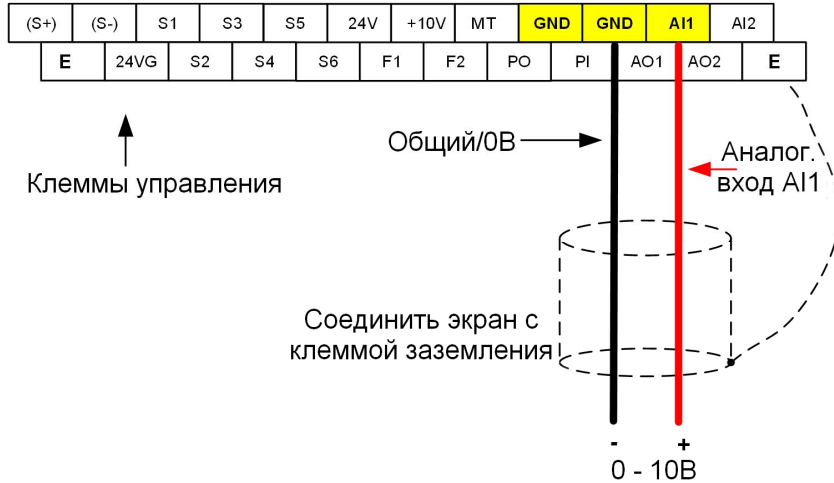 (S+) (S-) S1 S3 S5 24V +10V MT GND GND AI1 AI2
E 24VG S2 S4 S6 F1 F2 PO PI AO1 AO2 E
Общий/0В
Аналог.
вход AI1
Клеммы управления
Соединить экран с
клеммой заземления
- +
0 - 10В